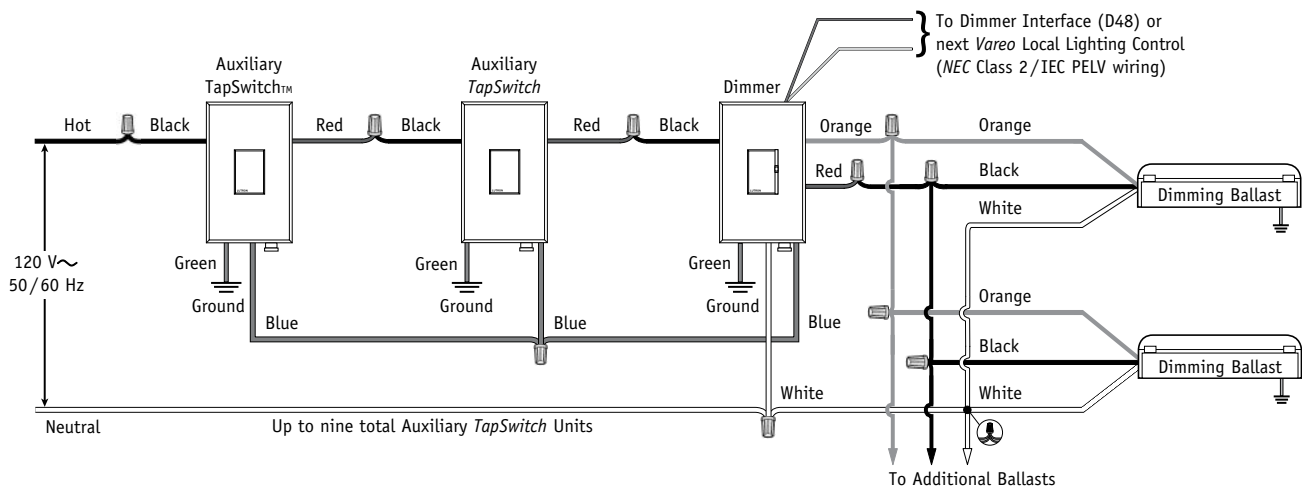 To Dimmer Interface (D48) or
next Vareo Local Lighting Control
(NEC Class 2/IEC PELV wiring)
Auxiliary
TapSwitch™
Auxiliary
TapSwitch
Dimmer
Hot
Black
Red
Black
Red
Black
Orange
Orange
Red
Black
White
Dimming Ballast
LUTRON
LUTRON
LUTRON
120 V~
50/60 Hz
Green
Ground
Green
Ground
Green
Blue
Blue
Blue
Orange
Black
Dimming Ballast
White
White
Neutral
Up to nine total Auxiliary TapSwitch Units
To Additional Ballasts